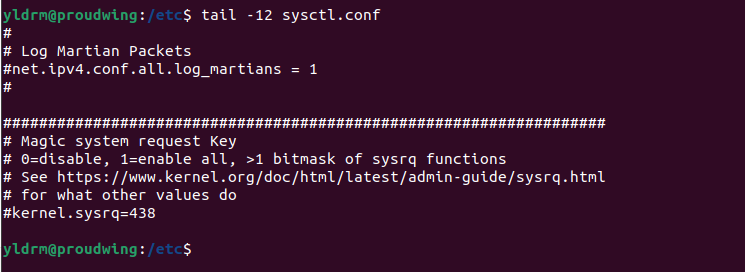 yldrm@proudwing:/etc$ tail -12 sysctl.conf
#
# Log Martian Packets
#net.ipv4.conf.all.log_martians = 1
#

###################################################################
# Magic system request Key
# 0=disable, 1=enable all, >1 bitmask of sysrq functions
# See https://www.kernel.org/doc/html/latest/admin-guide/sysrq.html
# for what other values do
#kernel.sysrq=438

yldrm@proudwing:/etc$